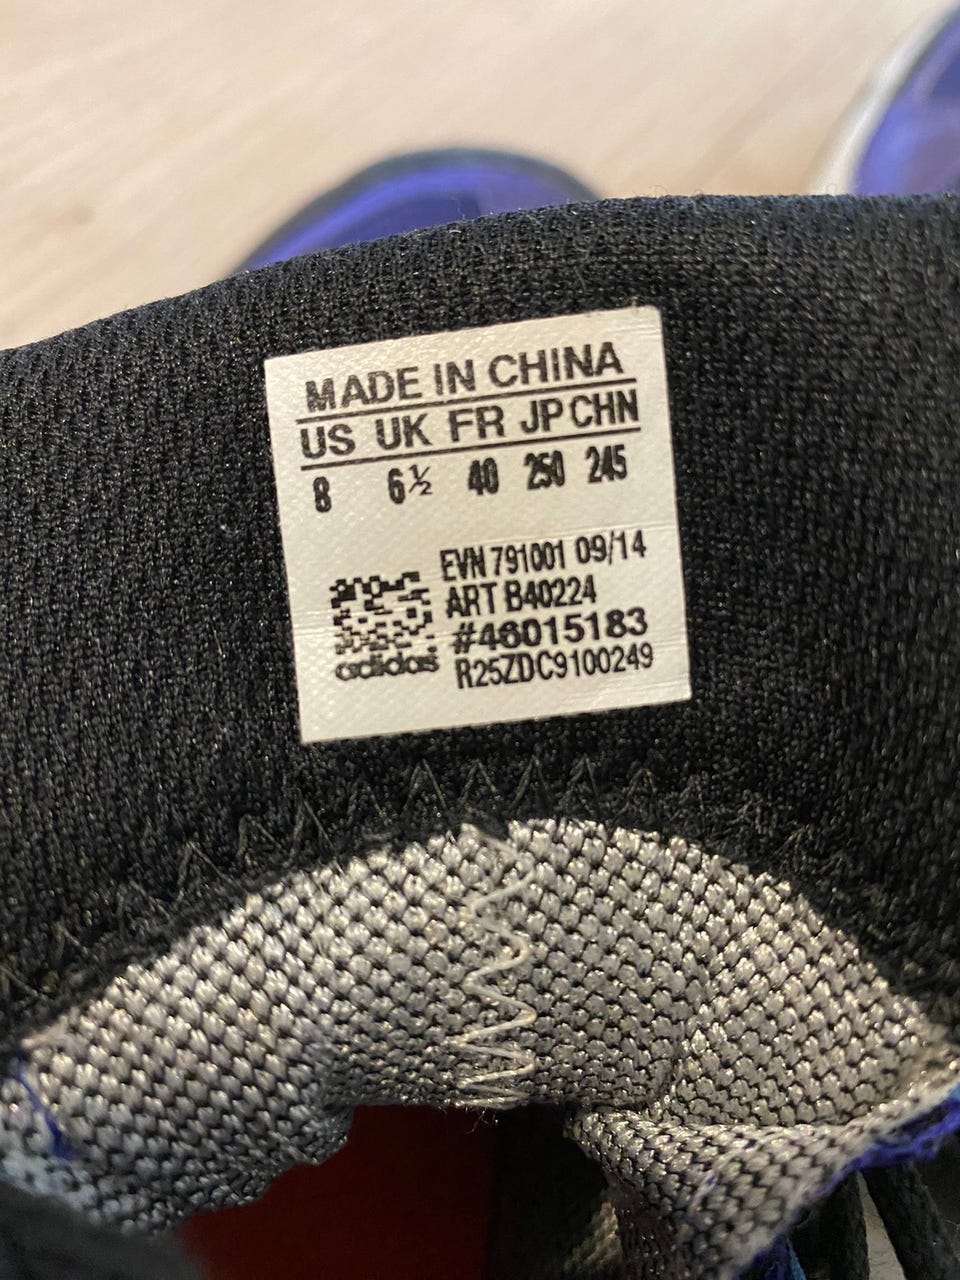 MADE IN CHINA
US UK FR JP CHN
8 6½ 40 250 245
EVN 791001 09/14
ART B40224
#46015183
R25ZDC9100249
adidas